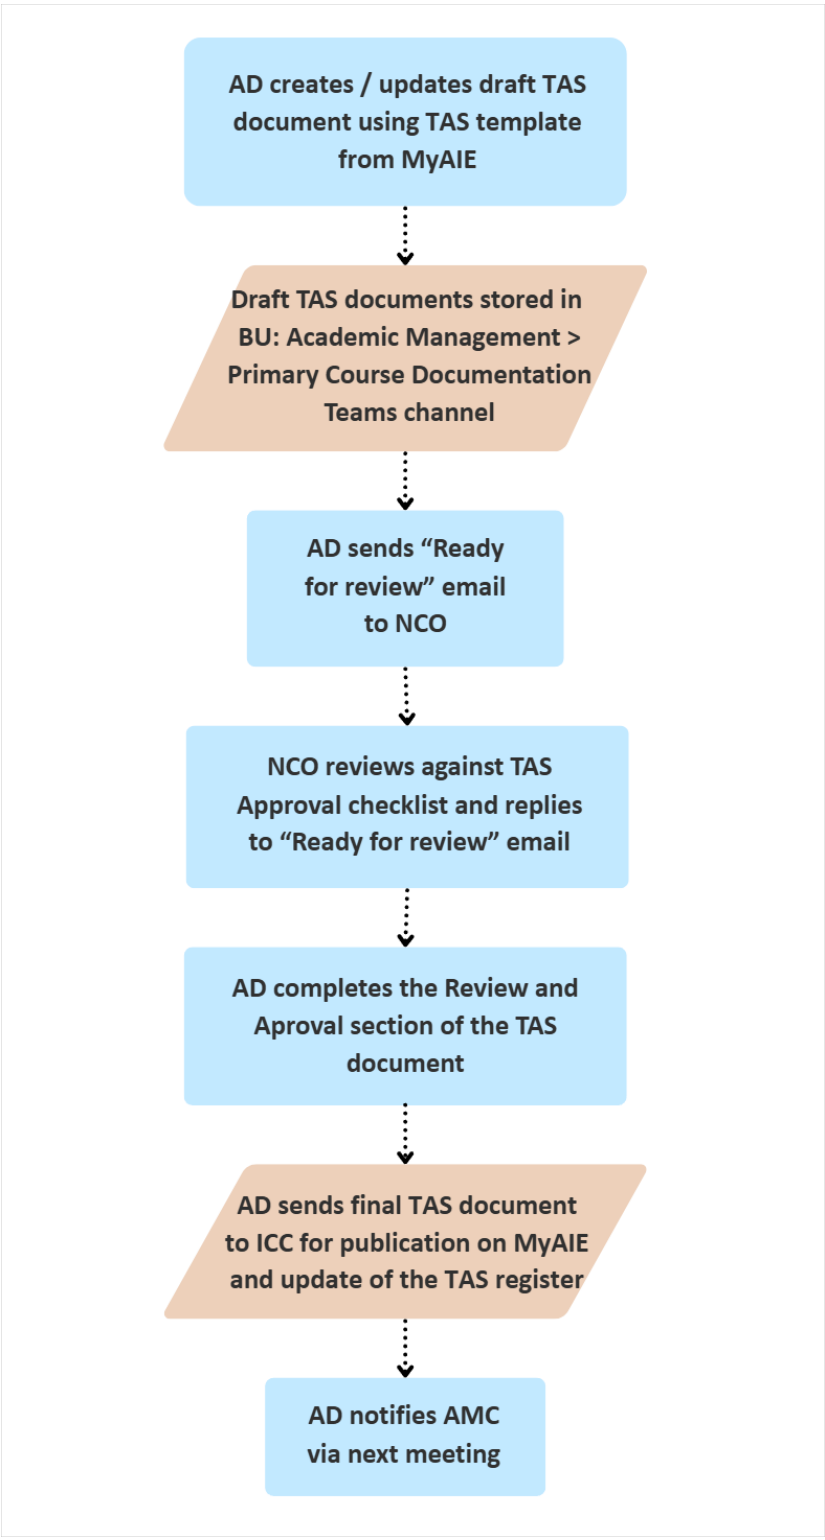 AD creates / updates draft TAS
document using TAS template
from MyAIE
Draft TAS documents stored in
BU: Academic Management >
Primary Course Documentation
Teams channel
AD sends “Ready
for review” email
to NCO
NCO reviews against TAS
Approval checklist and replies
to “Ready for review” email
AD completes the Review and
Aproval section of the TAS
document
AD sends final TAS document
to ICC for publication on MyAIE
and update of the TAS register
AD notifies AMC
via next meeting